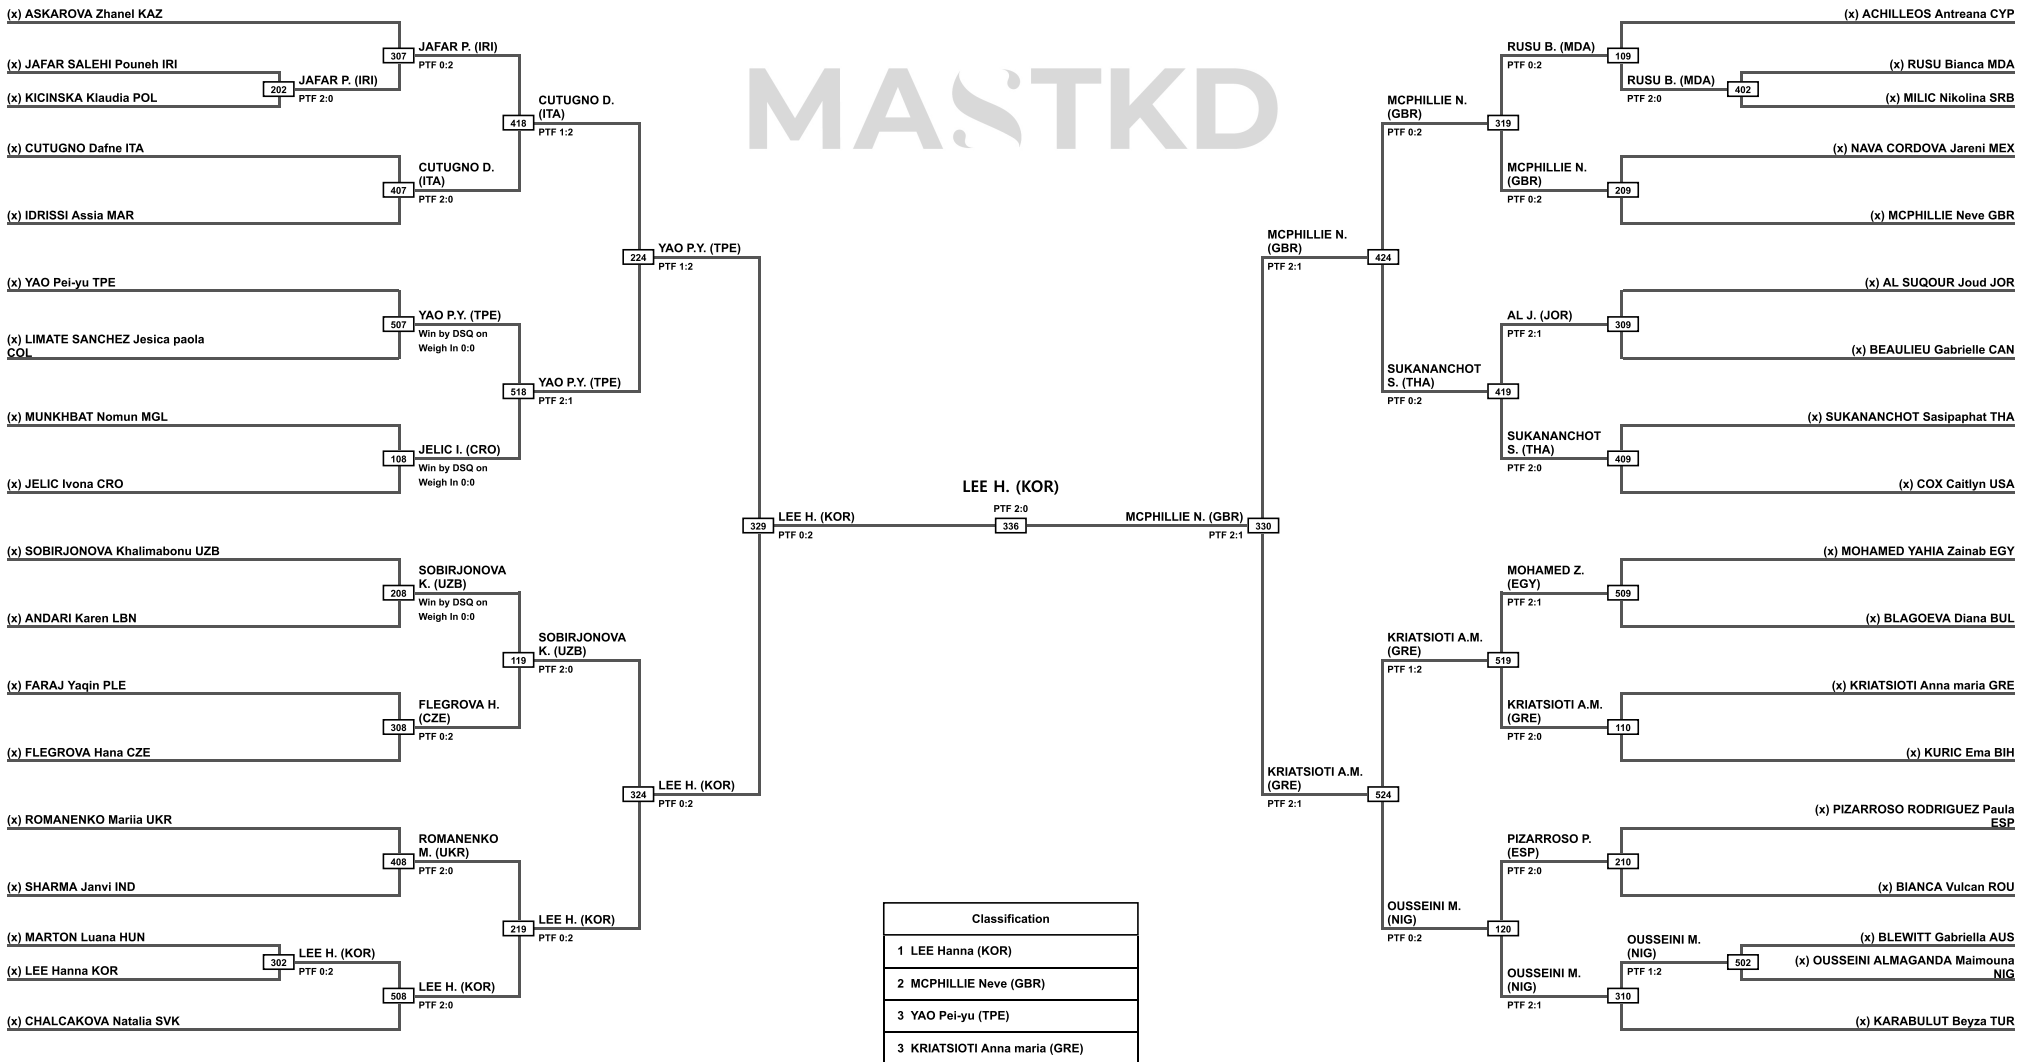 (x) ASKAROVA Zhanel KAZ
(x) JAFAR SALEHI Pouneh IRI
(x) KICINSKA Klaudia POL
(x) CUTUGNO Dafne ITA
(x) IDRISSI Assia MAR
(x) YAO Pei-yu TPE
(x) LIMATE SANCHEZ Jesica paola
COL
(x) MUNKHBAT Nomun MGL
(x) JELIC Ivona CRO
(x) SOBIRJONOVA Khalimabonu UZB
(x) ANDARI Karen LBN
(x) FARAJ Yaqin PLE
(x) FLEGROVA Hana CZE
(x) ROMANENKO Mariia UKR
(x) SHARMA Janvi IND
(x) MARTON Luana HUN
(x) LEE Hanna KOR
(x) CHALCAKOVA Natalia SVK
202
JAFAR P. (IRI)
PTF 2:0
302
LEE H. (KOR)
PTF 0:2
307
JAFAR P. (IRI)
PTF 0:2
407
CUTUGNO D.
(ITA)
PTF 2:0
507
YAO P.Y. (TPE)
Win by DSQ on
Weigh In 0:0
108
JELIC I. (CRO)
Win by DSQ on
Weigh In 0:0
208
SOBIRJONOVA
K. (UZB)
Win by DSQ on
Weigh In 0:0
308
FLEGROVA H.
(CZE)
PTF 0:2
408
ROMANENKO
M. (UKR)
PTF 2:0
508
LEE H. (KOR)
PTF 2:0
418
CUTUGNO D.
(ITA)
PTF 1:2
518
YAO P.Y. (TPE)
PTF 2:1
119
SOBIRJONOVA
K. (UZB)
PTF 2:0
219
LEE H. (KOR)
PTF 0:2
224
YAO P.Y. (TPE)
PTF 1:2
324
LEE H. (KOR)
PTF 0:2
329
LEE H. (KOR)
PTF 0:2
MASTKD
LEE H. (KOR)
PTF 2:0
336
MCPHILLIE N. (GBR)
PTF 2:1
330
MCPHILLIE N.
(GBR)
PTF 2:1
424
KRIATSIOTI A.M.
(GRE)
PTF 2:1
524
MCPHILLIE N.
(GBR)
PTF 0:2
319
SUKANANCHOT
S. (THA)
PTF 0:2
419
KRIATSIOTI A.M.
(GRE)
PTF 1:2
519
OUSSEINI M.
(NIG)
PTF 0:2
120
RUSU B. (MDA)
PTF 0:2
109
MCPHILLIE N.
(GBR)
PTF 0:2
209
AL J. (JOR)
PTF 2:1
309
SUKANANCHOT
S. (THA)
PTF 2:0
409
MOHAMED Z.
(EGY)
PTF 2:1
509
KRIATSIOTI A.M.
(GRE)
PTF 2:0
110
PIZARROSO P.
(ESP)
PTF 2:0
210
OUSSEINI M.
(NIG)
PTF 2:1
310
RUSU B. (MDA)
PTF 2:0
402
OUSSEINI M.
(NIG)
PTF 1:2
502
(x) ACHILLEOS Antreana CYP
(x) RUSU Bianca MDA
(x) MILIC Nikolina SRB
(x) NAVA CORDOVA Jareni MEX
(x) MCPHILLIE Neve GBR
(x) AL SUQOUR Joud JOR
(x) BEAULIEU Gabrielle CAN
(x) SUKANANCHOT Sasipaphat THA
(x) COX Caitlyn USA
(x) MOHAMED YAHIA Zainab EGY
(x) BLAGOEVA Diana BUL
(x) KRIATSIOTI Anna maria GRE
(x) KURIC Ema BIH
(x) PIZARROSO RODRIGUEZ Paula
ESP
(x) BIANCA Vulcan ROU
(x) BLEWITT Gabriella AUS
(x) OUSSEINI ALMAGANDA Maimouna
NIG
(x) KARABULUT Beyza TUR
Classification
1 LEE Hanna (KOR)
2 MCPHILLIE Neve (GBR)
3 YAO Pei-yu (TPE)
3 KRIATSIOTI Anna maria (GRE)